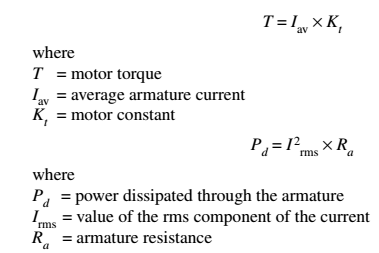 T = I_av × K_t
where
T = motor torque
I_av = average armature current
K_t = motor constant
P_d = I²_rms × R_a
where
P_d = power dissipated through the armature
I_rms = value of the rms component of the current
R_a = armature resistance